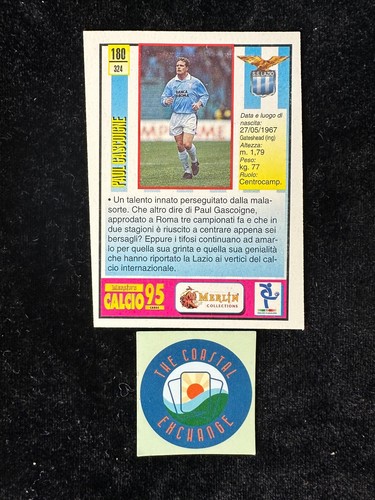 180
324
PAUL GASCOIGNE
S.S. LAZIO
BANCA
DI ROMA
Data e luogo di
nascita:
27/05/1967
Gateshead (ing)
Altezza:
m. 1,79
Peso:
kg. 77
Ruolo:
Centrocamp.
• Un talento innato perseguitato dalla mala-
sorte. Che altro dire di Paul Gascoigne,
approdato a Roma tre campionati fa e che in
due stagioni è riuscito a centrare appena sei
bersagli? Eppure i tifosi continuano ad amar-
lo per quella sua grinta e quella sua genialità
che hanno riportato la Lazio ai vertici del cal-
cio internazionale.
CALCIO 95
MERLIN
COLLECTIONS
THE COASTAL
EXCHANGE